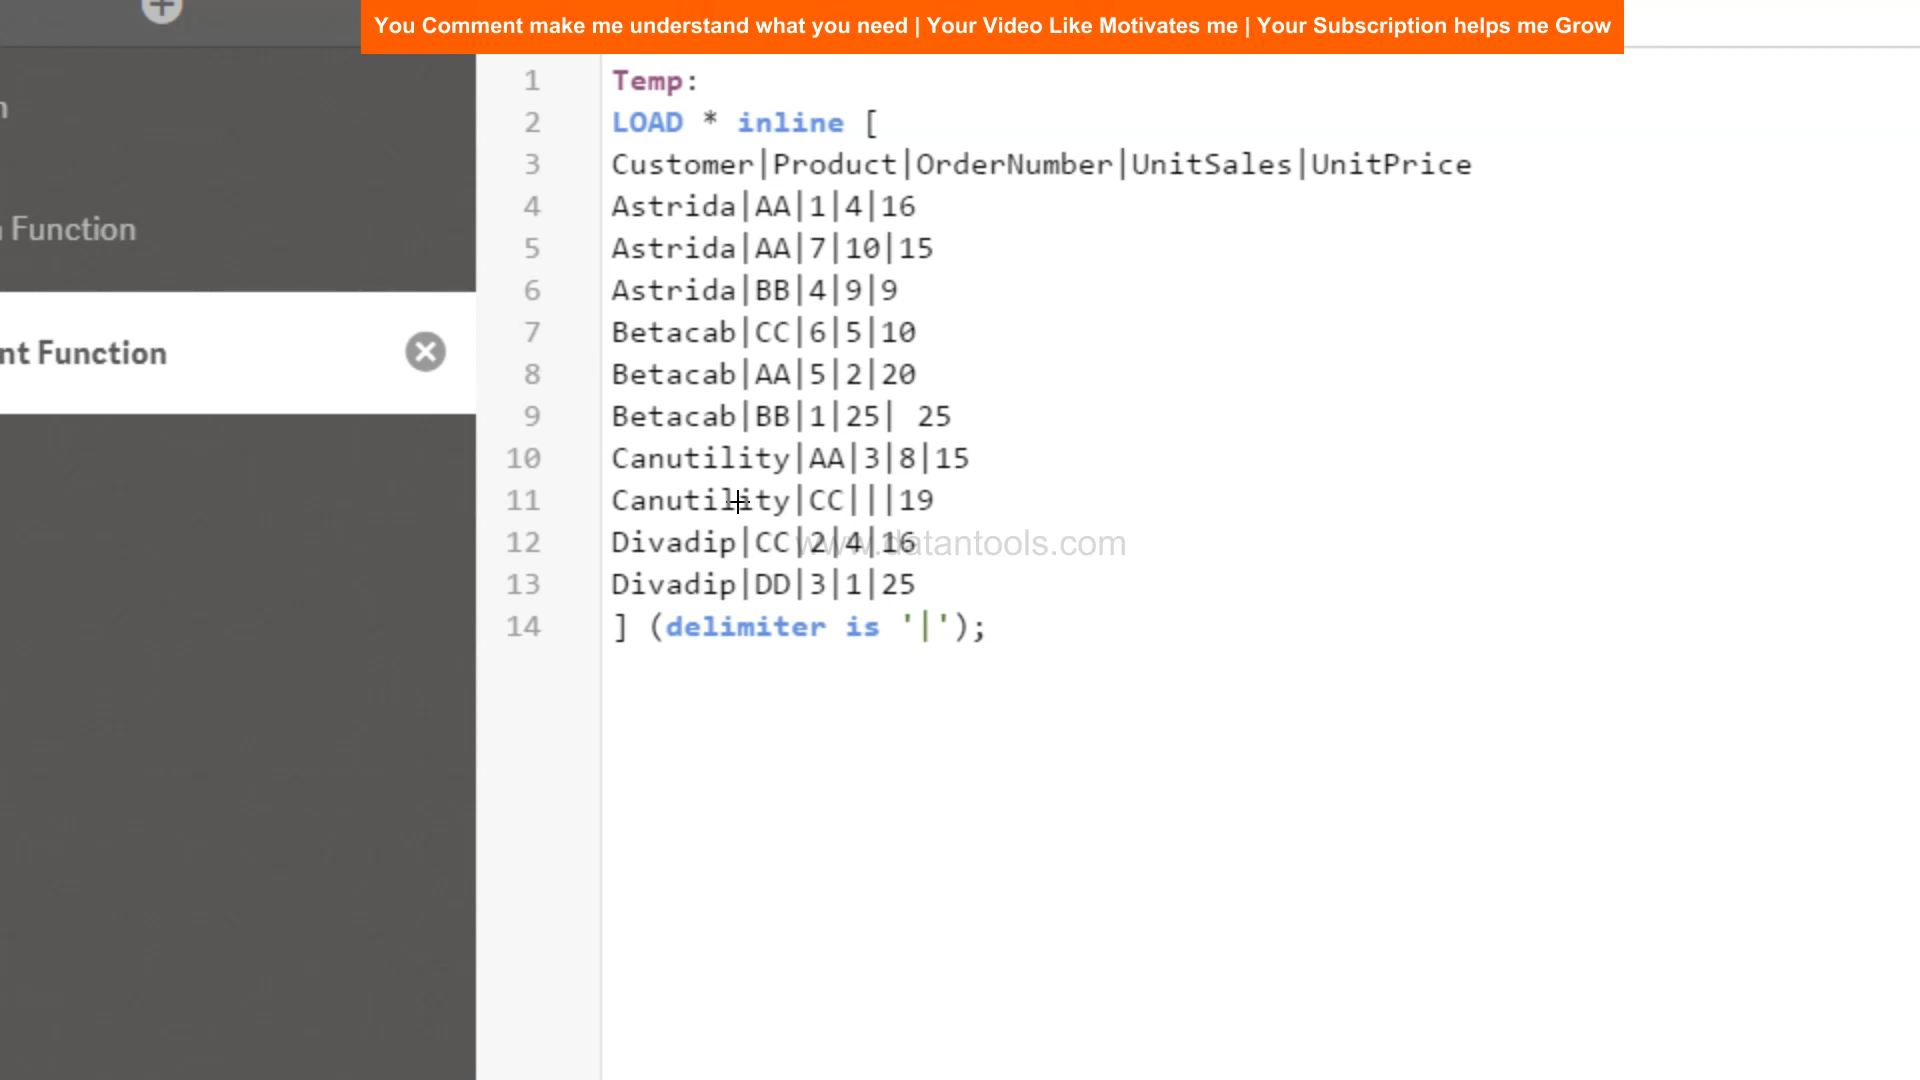 You Comment make me understand what you need | Your Video Like Motivates me | Your Subscription helps me Grow
n
Function
nt Function
1 Temp:
2 LOAD * inline [
3 Customer|Product|OrderNumber|UnitSales|UnitPrice
4 Astrida|AA|1|4|16
5 Astrida|AA|7|10|15
6 Astrida|BB|4|9|9
7 Betacab|CC|6|5|10
8 Betacab|AA|5|2|20
9 Betacab|BB|1|25| 25
10 Canutility|AA|3|8|15
11 Canutility|CC|||19
12 Divadip|CC|2|4|16
13 Divadip|DD|3|1|25
14 ] (delimiter is '|');
www.datantools.com